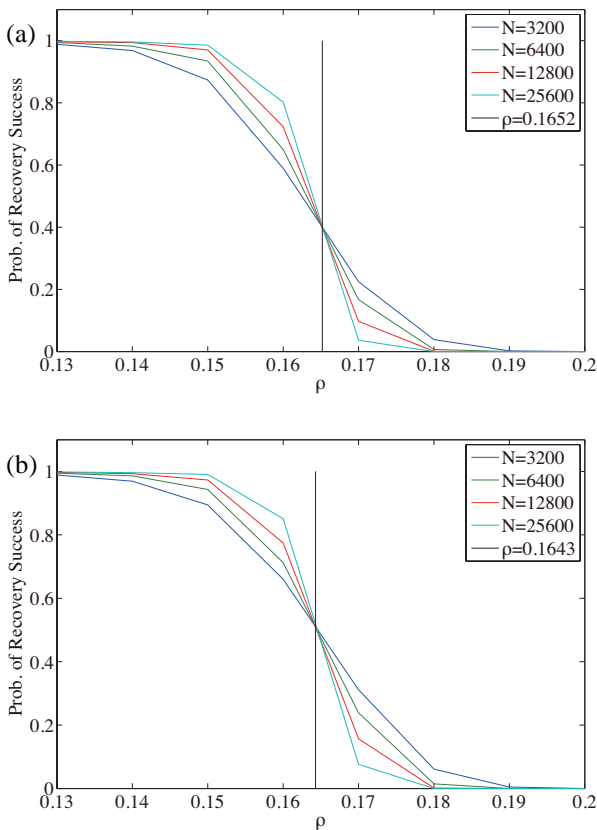 (a)
1
0.8
0.6
0.4
0.2
0
Prob. of Recovery Success
0.13 0.14 0.15 0.16 0.17 0.18 0.19 0.2
ρ
N=3200
N=6400
N=12800
N=25600
ρ=0.1652
(b)
1
0.8
0.6
0.4
0.2
0
Prob. of Recovery Success
0.13 0.14 0.15 0.16 0.17 0.18 0.19 0.2
ρ
N=3200
N=6400
N=12800
N=25600
ρ=0.1643